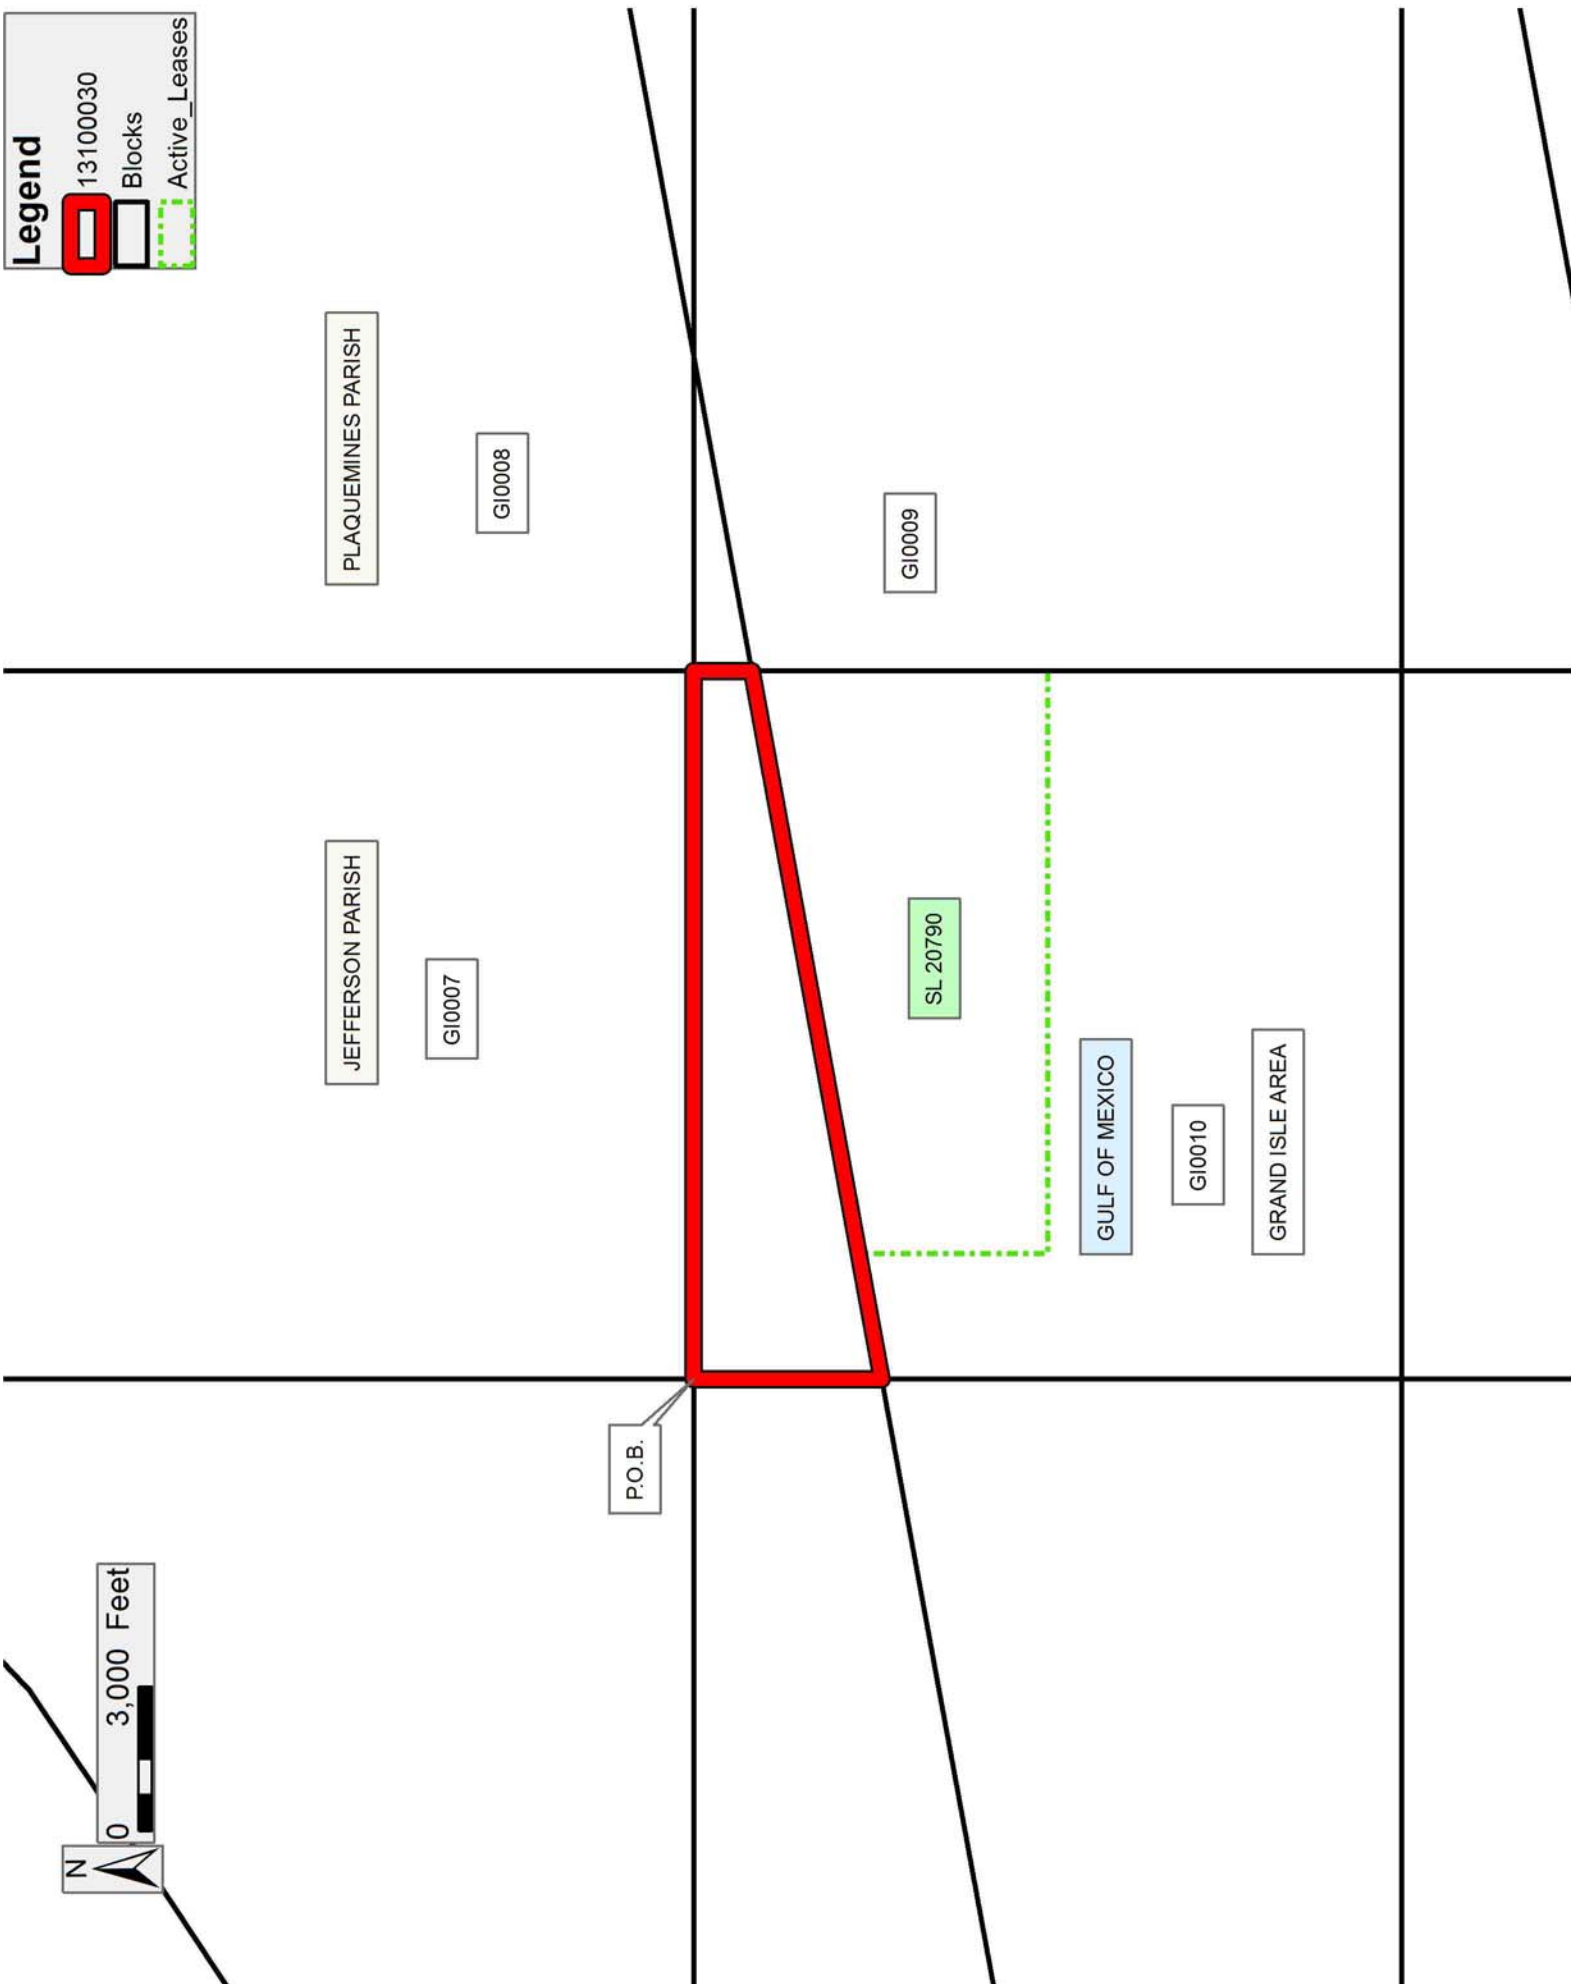 Legend
13100030
Blocks
Active_Leases
PLAQUEMINES PARISH
GI0008
GI0009
JEFFERSON PARISH
GI0007
SL 20790
GULF OF MEXICO
GI0010
GRAND ISLE AREA
P.O.B.
0 3,000 Feet
N